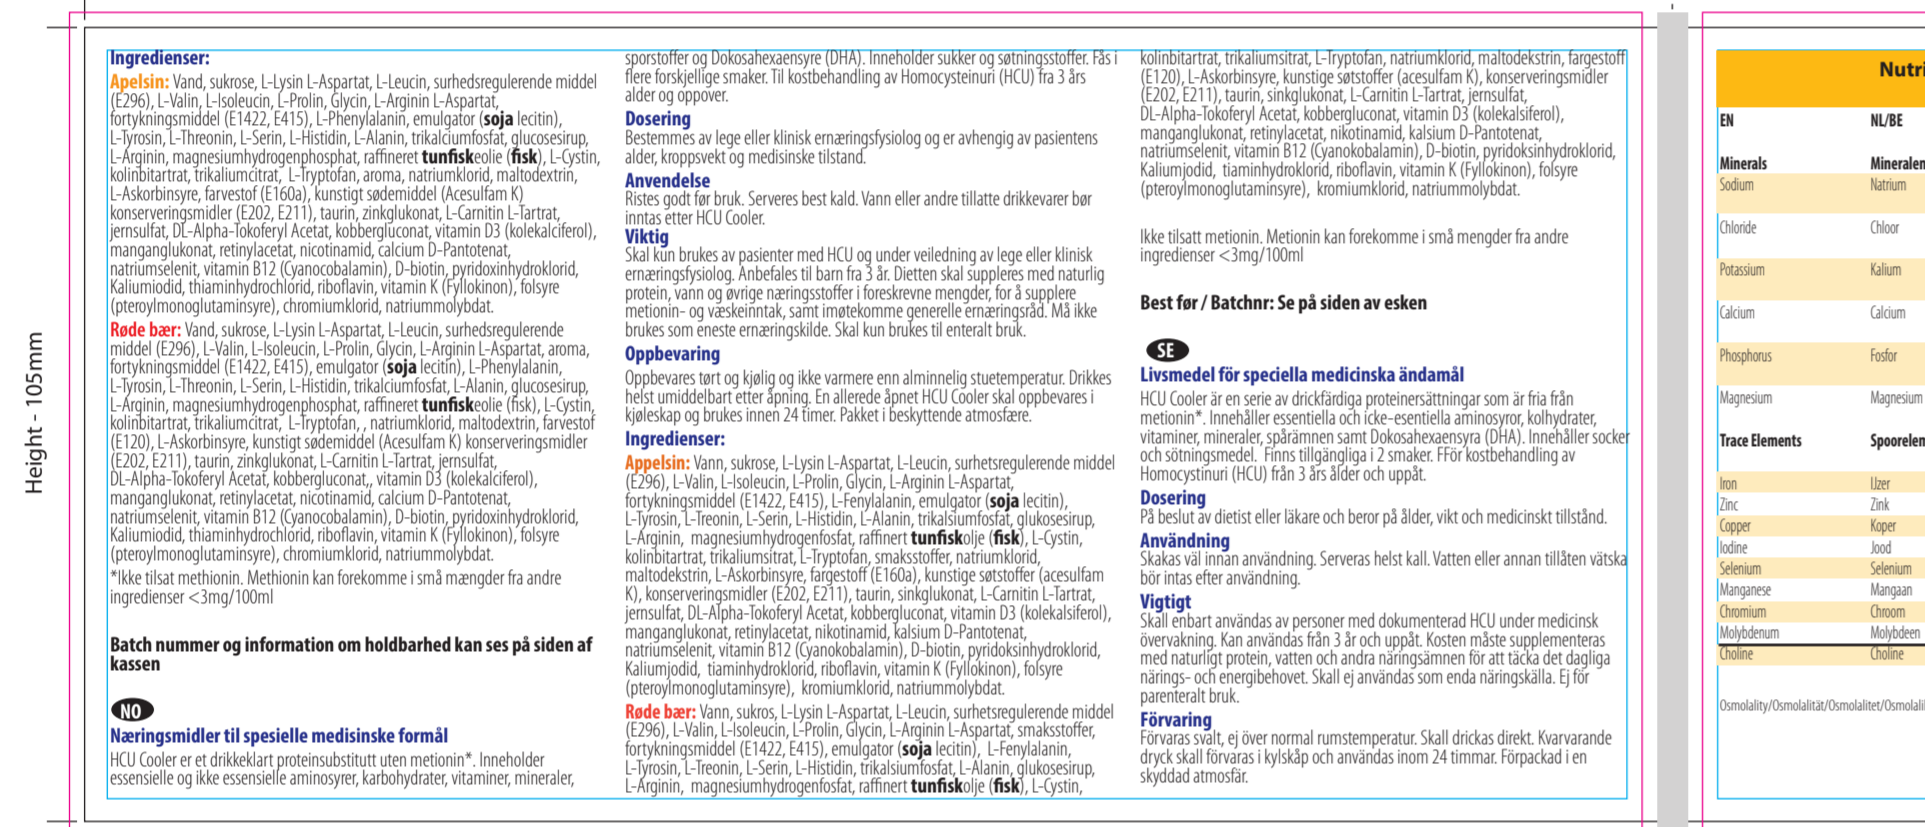 Height - 105mm
Ingredienser:
Apelsin: Vand, sukrose, L-Lysin L-Aspartat, L-Leucin, surhedsregulerende middel
(E296), L-Valin, L-Isoleucin, L-Prolin, Glycin, L-Arginin L-Aspartat,
fortykningsmiddel (E1422, E415), L-Phenylalanin, emulgator (soja lecitin),
L-Tyrosin, L-Threonin, L-Serin, L-Histidin, L-Alanin, trikalciumfosfat, glucosesirup,
L-Arginin, magnesiumhydrogenphosphat, raffineret tunfiskeolie (fisk), L-Cystin,
kolinbitartrat, trikaliumcitrat, L-Tryptofan, aroma, natriumklorid, maltodextrin,
L-Askorbinsyre, farvestof (E160a), kunstigt sødemiddel (Acesulfam K)
konserveringsmidler (E202, E211), taurin, zinkglukonat, L-Carnitin L-Tartrat,
jernsulfat, DL-Alpha-Tokoferyl Acetat, kobbergluconat, vitamin D3 (kolekalciferol),
manganglukonat, retinylacetat, nicotinamid, calcium D-Pantotenat,
natriumselenit, vitamin B12 (Cyanocobalamin), D-biotin, pyridoxinhydroklorid,
Kaliumiodid, thiaminhydrochlorid, riboflavin, vitamin K (Fyllokinon), folsyre
(pteroylmonoglutaminsyre), chromiumklorid, natriummolybdat.
Røde bær: Vand, sukrose, L-Lysin L-Aspartat, L-Leucin, surhedsregulerende
middel (E296), L-Valin, L-Isoleucin, L-Prolin, Glycin, L-Arginin L-Aspartat, aroma,
fortykningsmiddel (E1422, E415), emulgator (soja lecitin), L-Phenylalanin,
L-Tyrosin, L-Threonin, L-Serin, L-Histidin, trikalciumfosfat, L-Alanin, glucosesirup,
L-Arginin, magnesiumhydrogenphosphat, raffineret tunfiskeolie (fisk), L-Cystin,
kolinbitartrat, trikaliumcitrat, L-Tryptofan, , natriumklorid, maltodextrin, farvestof
(E120), L-Askorbinsyre, kunstigt sødemiddel (Acesulfam K) konserveringsmidler
(E202, E211), taurin, zinkglukonat, L-Carnitin L-Tartrat, jernsulfat,
DL-Alpha-Tokoferyl Acetat, kobbergluconat,, vitamin D3 (kolekalciferol),
manganglukonat, retinylacetat, nicotinamid, calcium D-Pantotenat,
natriumselenit, vitamin B12 (Cyanocobalamin), D-biotin, pyridoxinhydroklorid,
Kaliumiodid, thiaminhydrochlorid, riboflavin, vitamin K (Fyllokinon), folsyre
(pteroylmonoglutaminsyre), chromiumklorid, natriummolybdat.
*Ikke tilsat methionin. Methionin kan forekomme i små mængder fra andre
ingredienser <3mg/100ml
Batch nummer og information om holdbarhed kan ses på siden af
kassen
NO
Næringsmidler til spesielle medisinske formål
HCU Cooler er et drikkeklart proteinsubstitutt uten metionin*. Inneholder
essensielle og ikke essensielle aminosyrer, karbohydrater, vitaminer, mineraler,
sporstoffer og Dokosahexaensyre (DHA). Inneholder sukker og søtningsstoffer. Fås i
flere forskjellige smaker. Til kostbehandling av Homocysteinuri (HCU) fra 3 års
alder og oppover.
Dosering
Bestemmes av lege eller klinisk ernæringsfysiolog og er avhengig av pasientens
alder, kroppsvekt og medisinske tilstand.
Anvendelse
Ristes godt før bruk. Serveres best kald. Vann eller andre tillatte drikkevarer bør
inntas etter HCU Cooler.
Viktig
Skal kun brukes av pasienter med HCU og under veiledning av lege eller klinisk
ernæringsfysiolog. Anbefales til barn fra 3 år. Dietten skal suppleres med naturlig
protein, vann og øvrige næringsstoffer i foreskrevne mengder, for å supplere
metionin- og væskeinntak, samt imøtekomme generelle ernæringsråd. Må ikke
brukes som eneste ernæringskilde. Skal kun brukes til enteralt bruk.
Oppbevaring
Oppbevares tørt og kjølig og ikke varmere enn alminnelig stuetemperatur. Drikkes
helst umiddelbart etter åpning. En allerede åpnet HCU Cooler skal oppbevares i
kjøleskap og brukes innen 24 timer. Pakket i beskyttende atmosfære.
Ingredienser:
Appelsin: Vann, sukrose, L-Lysin L-Aspartat, L-Leucin, surhetsregulerende middel
(E296), L-Valin, L-Isoleucin, L-Prolin, Glycin, L-Arginin L-Aspartat,
fortykningsmiddel (E1422, E415), L-Fenylalanin, emulgator (soja lecitin),
L-Tyrosin, L-Treonin, L-Serin, L-Histidin, L-Alanin, trikalsiumfosfat, glukosesirup,
L-Arginin, magnesiumhydrogenfosfat, raffinert tunfiskolje (fisk), L-Cystin,
kolinbitartrat, trikaliumsitrat, L-Tryptofan, smaksstoffer, natriumklorid,
maltodekstrin, L-Askorbinsyre, fargestoff (E160a), kunstige søtstoffer (acesulfam
K), konserveringsmidler (E202, E211), taurin, sinkglukonat, L-Carnitin L-Tartrat,
jernsulfat, DL-Alpha-Tokoferyl Acetat, kobbergluconat, vitamin D3 (kolekalsiferol),
manganglukonat, retinylacetat, nikotinamid, kalsium D-Pantotenat,
natriumselenit, vitamin B12 (Cyanokobalamin), D-biotin, pyridoksinhydroklorid,
Kaliumjodid, tiaminhydroklorid, riboflavin, vitamin K (Fyllokinon), folsyre
(pteroylmonoglutaminsyre), kromiumklorid, natriummolybdat.
Røde bær: Vann, sukros, L-Lysin L-Aspartat, L-Leucin, surhetsregulerende middel
(E296), L-Valin, L-Isoleucin, L-Prolin, Glycin, L-Arginin L-Aspartat, smaksstoffer,
fortykningsmiddel (E1422, E415), emulgator (soja lecitin), L-Fenylalanin,
L-Tyrosin, L-Treonin, L-Serin, L-Histidin, trikalsiumfosfat, L-Alanin, glukosesirup,
L-Arginin, magnesiumhydrogenfosfat, raffinert tunfiskolje (fisk), L-Cystin,
kolinbitartrat, trikaliumsitrat, L-Tryptofan, natriumklorid, maltodekstrin, fargestoff
(E120), L-Askorbinsyre, kunstige søtstoffer (acesulfam K), konserveringsmidler
(E202, E211), taurin, sinkglukonat, L-Carnitin L-Tartrat, jernsulfat,
DL-Alpha-Tokoferyl Acetat, kobbergluconat, vitamin D3 (kolekalsiferol),
manganglukonat, retinylacetat, nikotinamid, kalsium D-Pantotenat,
natriumselenit, vitamin B12 (Cyanokobalamin), D-biotin, pyridoksinhydroklorid,
Kaliumjodid, tiaminhydroklorid, riboflavin, vitamin K (Fyllokinon), folsyre
(pteroylmonoglutaminsyre), kromiumklorid, natriummolybdat.
Ikke tilsatt metionin. Metionin kan forekomme i små mengder fra andre
ingredienser <3mg/100ml
Best før / Batchnr: Se på siden av esken
SE
Livsmedel för speciella medicinska ändamål
HCU Cooler är en serie av drickfärdiga proteinersättningar som är fria från
metionin*. Innehåller essentiella och icke-esentiella aminosyror, kolhydrater,
vitaminer, mineraler, spårämnen samt Dokosahexaensyra (DHA). Innehåller socker
och sötningsmedel. Finns tillgängliga i 2 smaker. FFör kostbehandling av
Homocystinuri (HCU) från 3 års ålder och uppåt.
Dosering
På beslut av dietist eller läkare och beror på ålder, vikt och medicinskt tillstånd.
Användning
Skakas väl innan användning. Serveras helst kall. Vatten eller annan tillåten vätska
bör intas efter användning.
Vigtigt
Skall enbart användas av personer med dokumenterad HCU under medicinsk
övervakning. Kan användas från 3 år och uppåt. Kosten måste supplementeras
med naturligt protein, vatten och andra näringsämnen för att täcka det dagliga
närings- och energibehovet. Skall ej användas som enda näringskälla. Ej för
parenteralt bruk.
Förvaring
Förvaras svalt, ej över normal rumstemperatur. Skall drickas direkt. Kvarvarande
dryck skall förvaras i kylskåp och användas inom 24 timmar. Förpackad i en
skyddad atmosfär.
Nutri
EN NL/BE
Minerals Mineralen
Sodium Natrium
Chloride Chloor
Potassium Kalium
Calcium Calcium
Phosphorus Fosfor
Magnesium Magnesium
Trace Elements Spoorelen
Iron IJzer
Zinc Zink
Copper Koper
Iodine Jood
Selenium Selenium
Manganese Mangaan
Chromium Chroom
Molybdenum Molybdeen
Choline Choline
Osmolality/Osmolalität/Osmolalitet/Osmolali